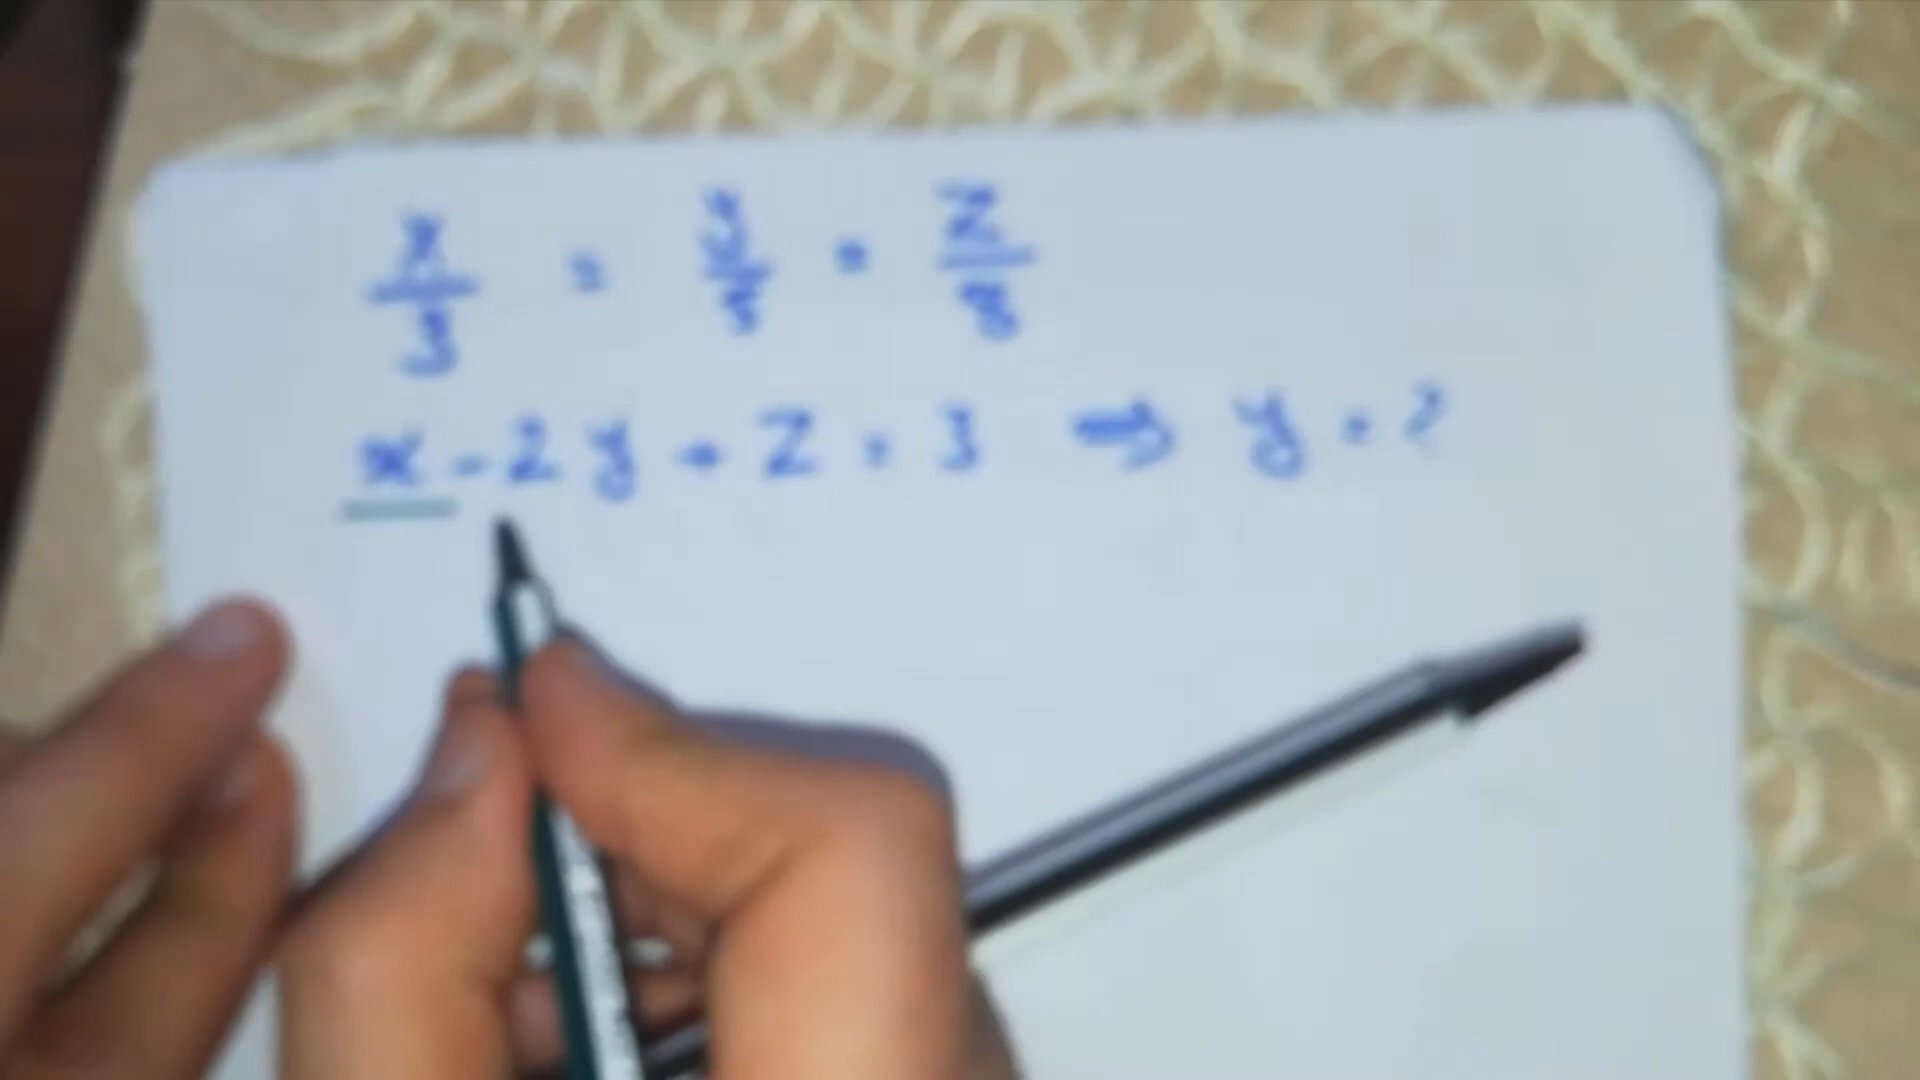 x/3 = y/5 = z/8
x - 2y + z = 3 ⇒ y = ?